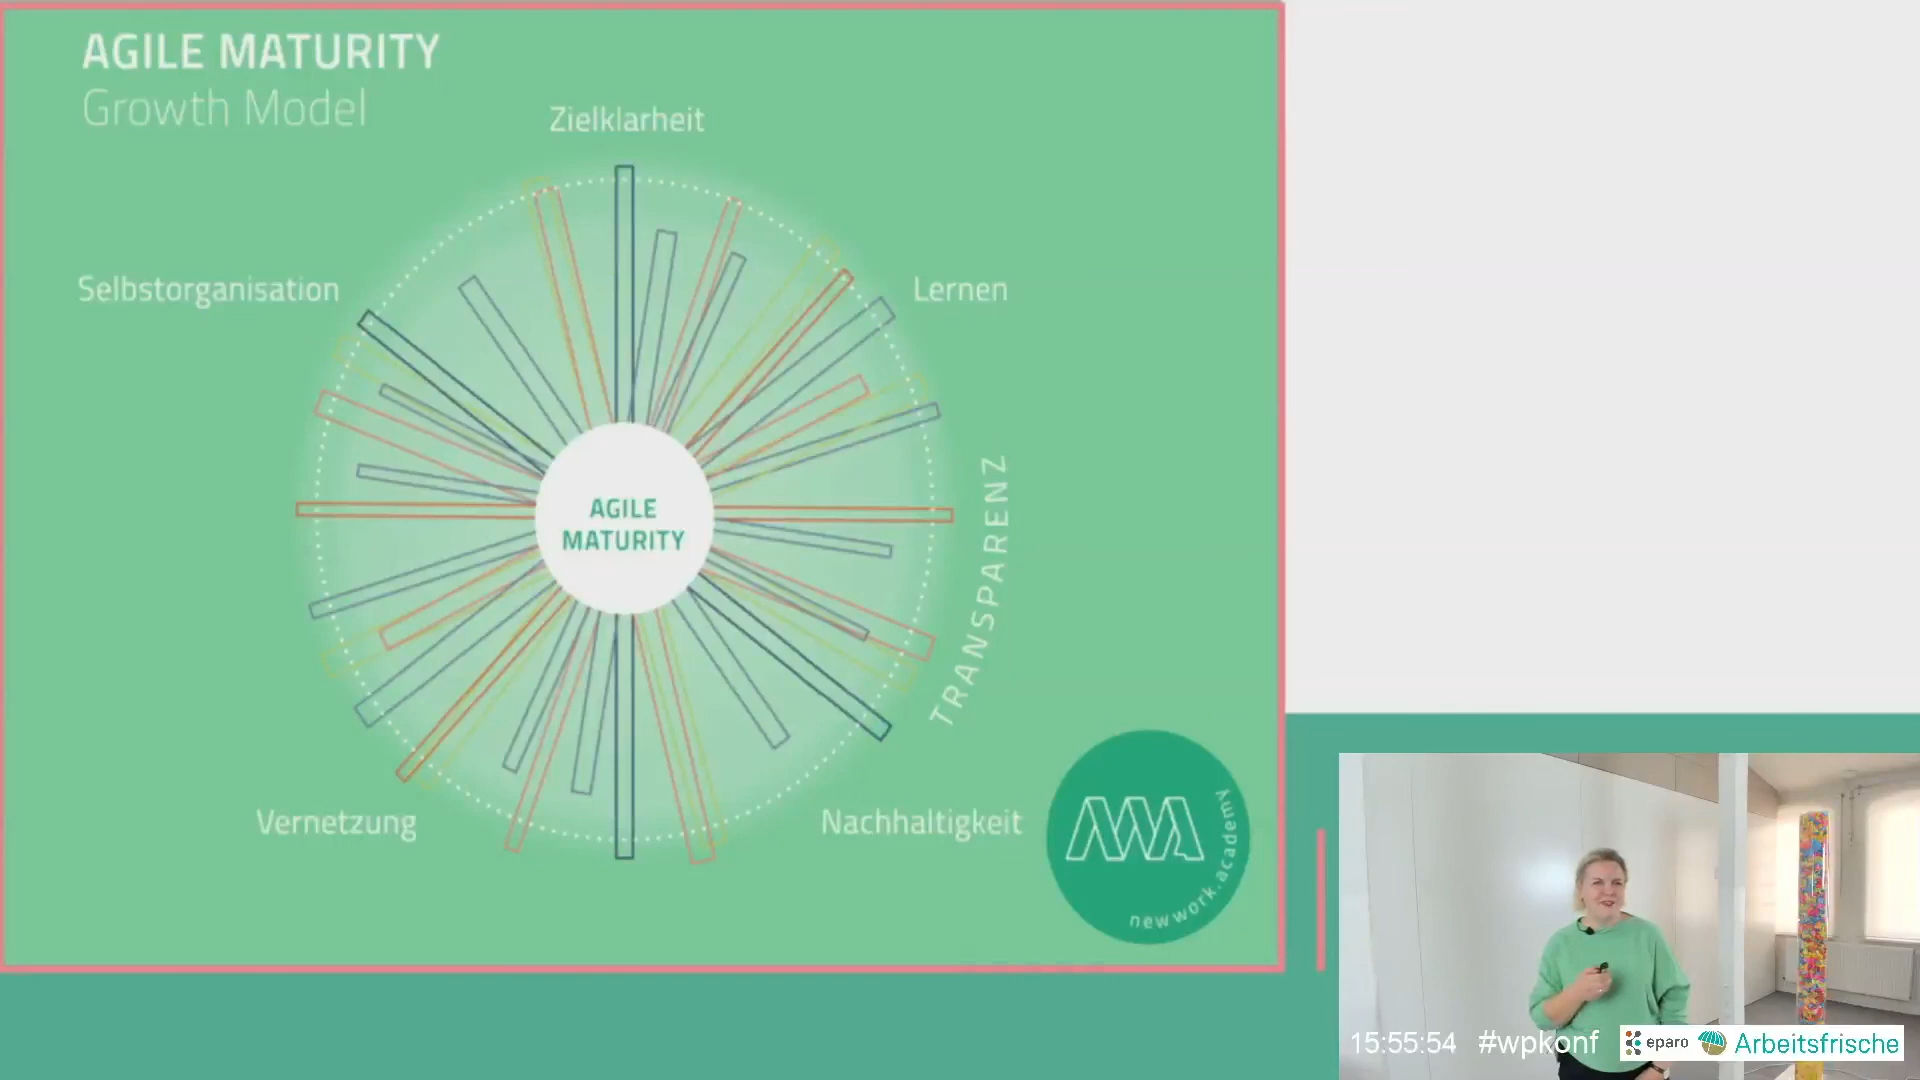 AGILE MATURITY
Growth Model
Zielklarheit
Selbstorganisation
Lernen
AGILE
MATURITY
TRANSPARENZ
Vernetzung
Nachhaltigkeit
newwork.academy
15:55:54 #wpkonf eparo Arbeitsfrische